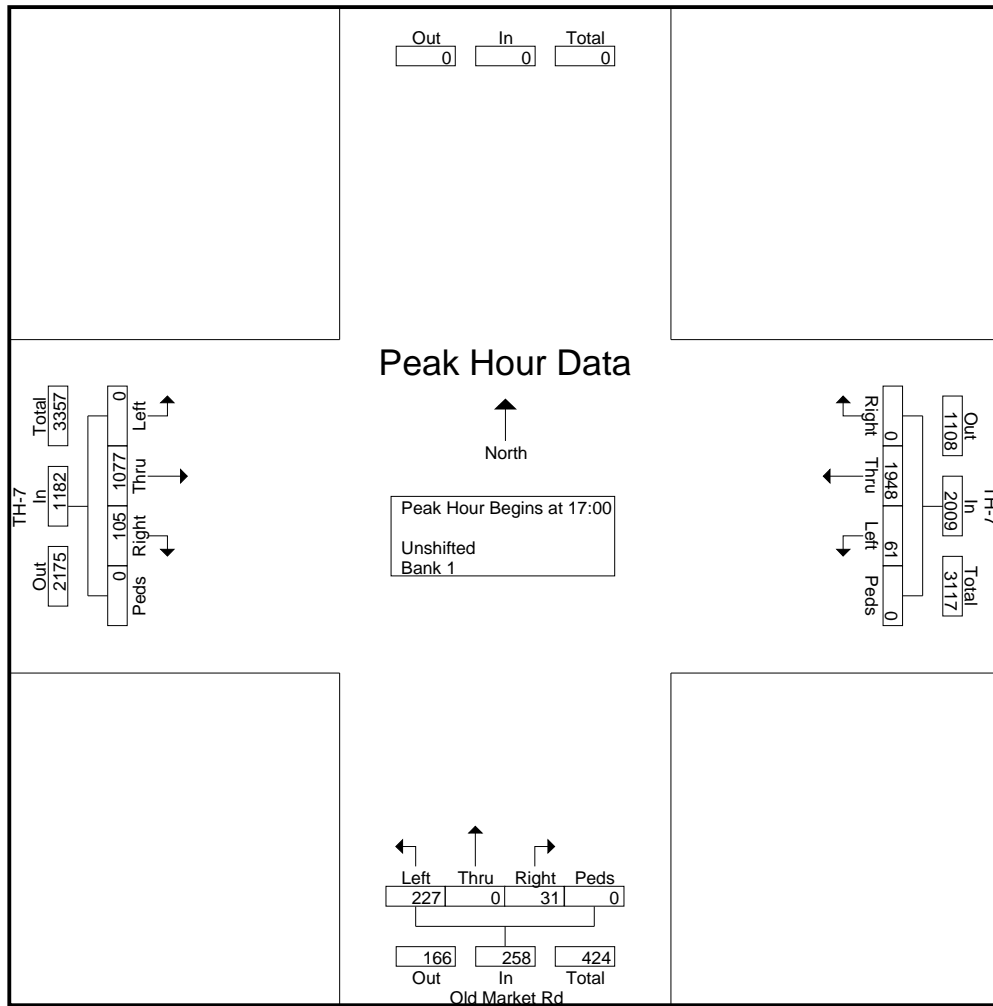 Out In Total
0 0 0
Peak Hour Data
North
Peak Hour Begins at 17:00
Unshifted
Bank 1
TH-7
Total In Out
3357 1182 2175
0 1077 105 0
Left Thru Right Peds
Right Thru Left Peds
0 1948 61 0
Out In Total
1108 2009 3117
TH-7
Left Thru Right Peds
227 0 31 0
166 258 424
Out In Total
Old Market Rd